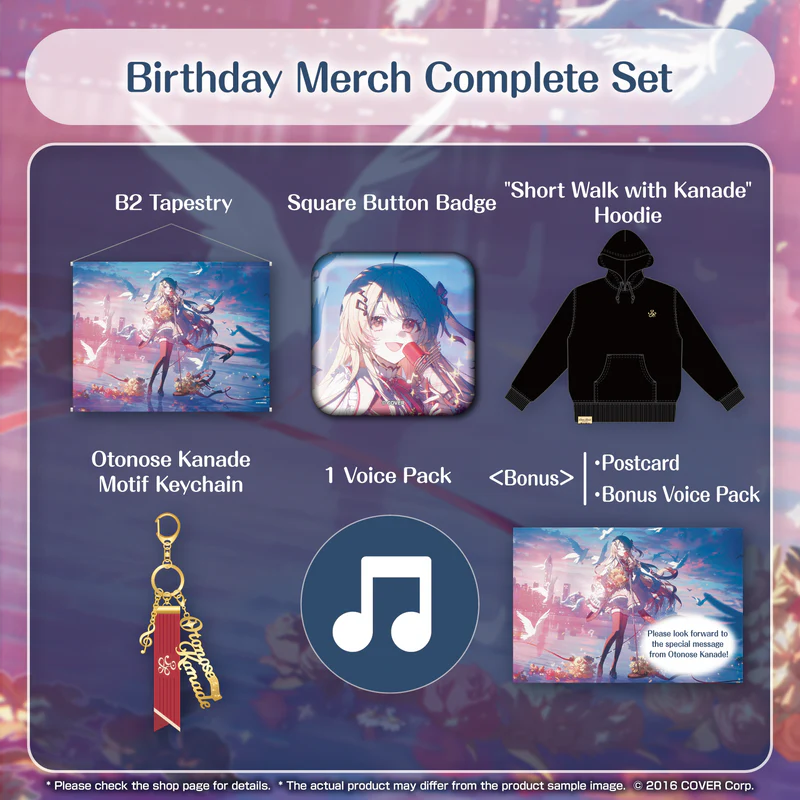 Birthday Merch Complete Set
B2 Tapestry
Square Button Badge
"Short Walk with Kanade"
Hoodie
Otonose Kanade
Motif Keychain
1 Voice Pack
<Bonus>
•Postcard
•Bonus Voice Pack
Otonose
Kanade
Please look forward to
the special message
from Otonose Kanade!
* Please check the shop page for details. * The actual product may differ from the product sample image. © 2016 COVER Corp.